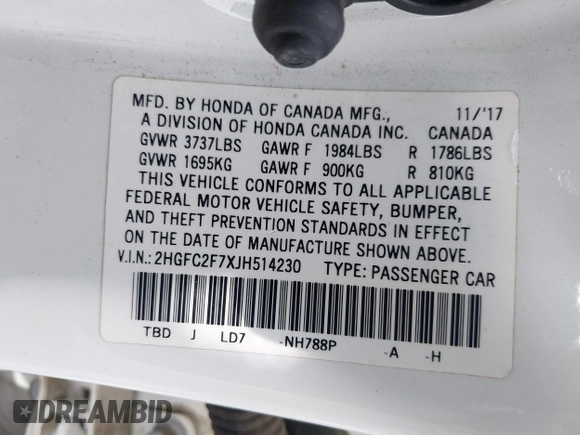 MFD. BY HONDA OF CANADA MFG., 11/'17
A DIVISION OF HONDA CANADA INC. CANADA
GVWR 3737LBS GAWR F 1984LBS R 1786LBS
GVWR 1695KG GAWR F 900KG R 810KG
THIS VEHICLE CONFORMS TO ALL APPLICABLE
FEDERAL MOTOR VEHICLE SAFETY, BUMPER,
AND THEFT PREVENTION STANDARDS IN EFFECT
ON THE DATE OF MANUFACTURE SHOWN ABOVE.
V.I.N.: 2HGFC2F7XJH514230 TYPE: PASSENGER CAR
TBD J LD7 -NH788P -A -H
DREAMBID